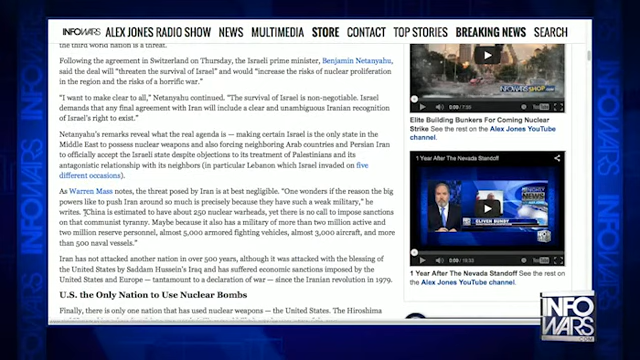 INFOWARS ALEX JONES RADIO SHOW NEWS MULTIMEDIA STORE CONTACT TOP STORIES BREAKING NEWS SEARCH
the third world nation is a threat.
Following the agreement in Switzerland on Thursday, the Israeli prime minister, Benjamin Netanyahu,
said the deal will “threaten the survival of Israel” and would “increase the risks of nuclear proliferation
in the region and the risks of a horrific war.”
“I want to make clear to all,” Netanyahu continued. “The survival of Israel is non-negotiable. Israel
demands that any final agreement with Iran will include a clear and unambiguous Iranian recognition
of Israel’s right to exist.”
Netanyahu’s remarks reveal what the real agenda is — making certain Israel is the only state in the
Middle East to possess nuclear weapons and also forcing neighboring Arab countries and Persian Iran
to officially accept the Israeli state despite objections to its treatment of Palestinians and its
antagonistic relationship with its neighbors (in particular Lebanon which Israel invaded on five
different occasions).
As Warren Mass notes, the threat posed by Iran is at best negligible. “One wonders if the reason the big
powers like to push Iran around so much is precisely because they have such a weak military,” he
writes. “China is estimated to have about 250 nuclear warheads, yet there is no call to impose sanctions
on that communist tyranny. Maybe because it also has a military of more than two million active and
two million reserve personnel, almost 5,000 armored fighting vehicles, almost 3,000 aircraft, and more
than 500 naval vessels.”
Iran has not attacked another nation in over 500 years, although it was attacked with the blessing of
the United States by Saddam Hussein’s Iraq and has suffered economic sanctions imposed by the
United States and Europe — tantamount to a declaration of war — since the Iranian revolution in 1979.
U.S. the Only Nation to Use Nuclear Bombs
Finally, there is only one nation that has used nuclear weapons — the United States. The Hiroshima
INFOWARSSHOP.COM
YouTube
Elite Building Bunkers For Coming Nuclear
Strike See the rest on the Alex Jones YouTube
channel.
1 Year After The Nevada Standoff
NIGHTLY NEWS
CLIVEN BUNDY
YouTube
1 Year After The Nevada Standoff See the rest
on the Alex Jones YouTube channel.
INFO
WARS
.COM